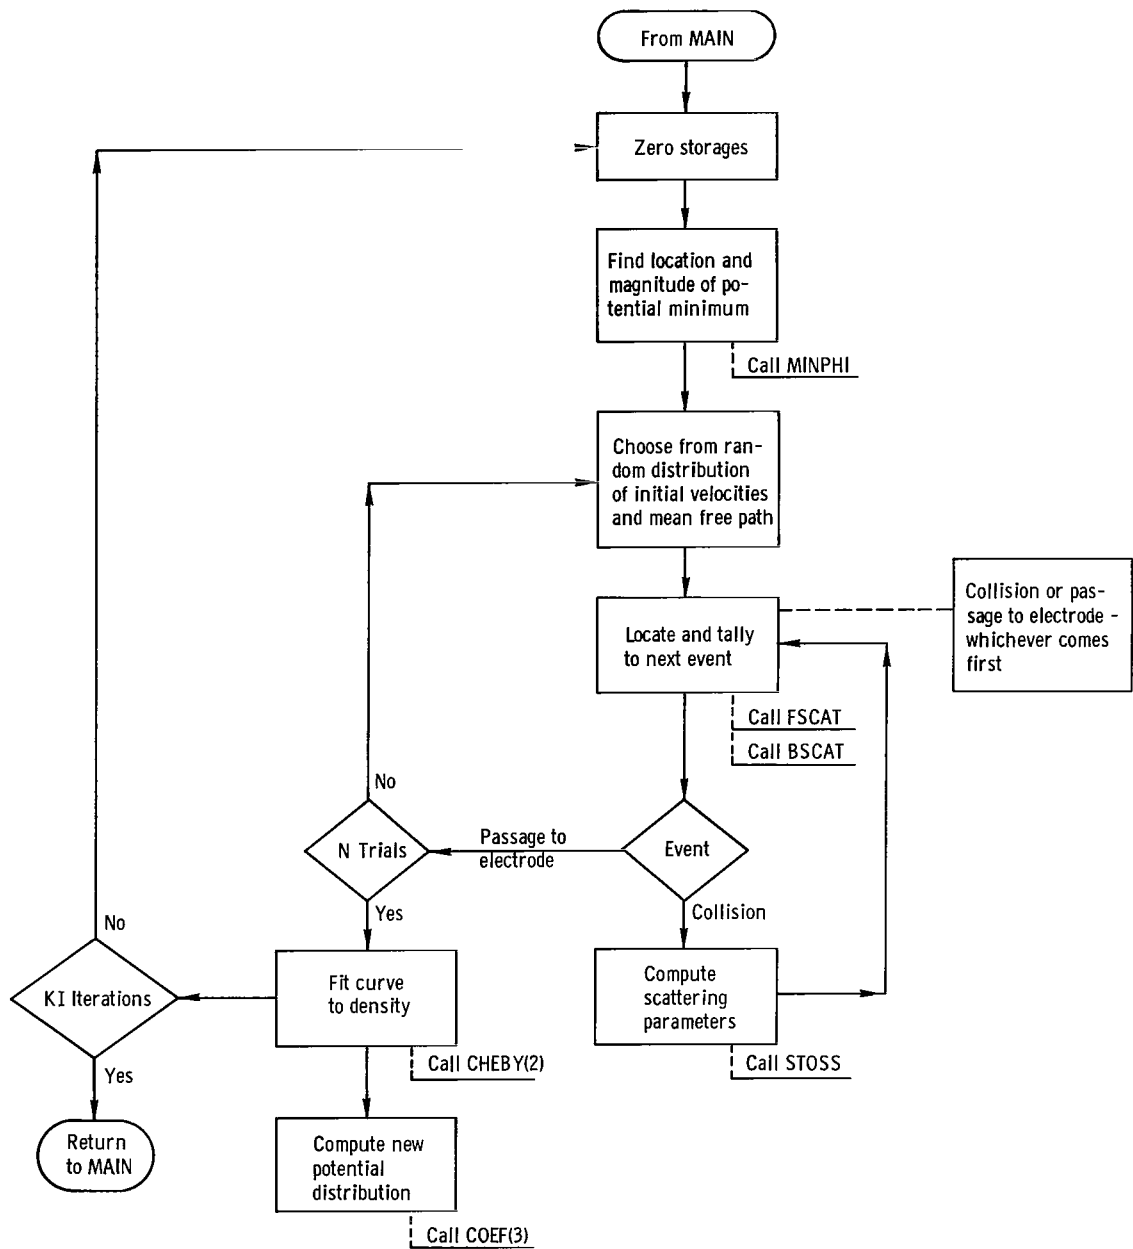 From MAIN
Zero storages
Find location and
magnitude of po-
tential minimum
Call MINPHI
Choose from ran-
dom distribution
of initial velocities
and mean free path
Locate and tally
to next event
Collision or pas-
sage to electrode -
whichever comes
first
Call FSCAT
Call BSCAT
No
N Trials
Passage to
electrode
Event
Yes
Collision
No
KI Iterations
Fit curve
to density
Compute
scattering
parameters
Call CHEBY(2)
Call STOSS
Yes
Return
to MAIN
Compute new
potential
distribution
Call COEF(3)